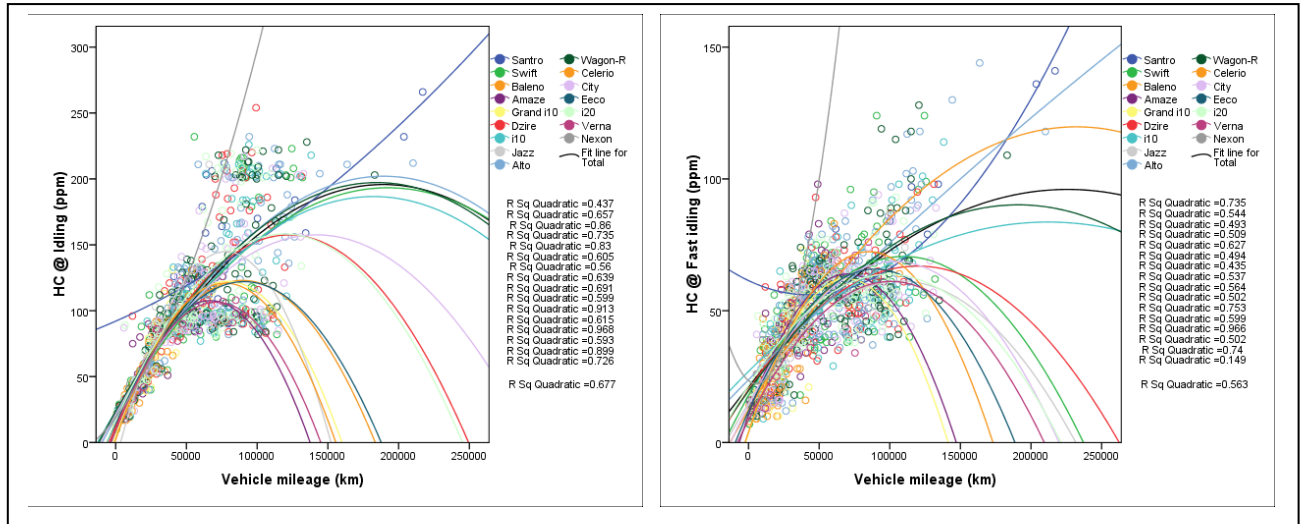 300
250
200
150
100
50
0
HC @ Idling (ppm)
0 50000 100000 150000 200000 250000
Vehicle mileage (km)
Santro
Swift
Baleno
Amaze
Grand i10
Dzire
i10
Jazz
Alto
Wagon-R
Celerio
City
Eeco
i20
Verna
Nexon
Fit line for
Total
R Sq Quadratic =0.437
R Sq Quadratic =0.657
R Sq Quadratic =0.86
R Sq Quadratic =0.735
R Sq Quadratic =0.83
R Sq Quadratic =0.605
R Sq Quadratic =0.56
R Sq Quadratic =0.639
R Sq Quadratic =0.691
R Sq Quadratic =0.599
R Sq Quadratic =0.913
R Sq Quadratic =0.615
R Sq Quadratic =0.968
R Sq Quadratic =0.593
R Sq Quadratic =0.899
R Sq Quadratic =0.726
R Sq Quadratic =0.677
150
100
50
0
HC @ Fast idling (ppm)
0 50000 100000 150000 200000 250000
Vehicle mileage (km)
Santro
Swift
Baleno
Amaze
Grand i10
Dzire
i10
Jazz
Alto
Wagon-R
Celerio
City
Eeco
i20
Verna
Nexon
Fit line for
Total
R Sq Quadratic =0.735
R Sq Quadratic =0.544
R Sq Quadratic =0.493
R Sq Quadratic =0.509
R Sq Quadratic =0.627
R Sq Quadratic =0.494
R Sq Quadratic =0.435
R Sq Quadratic =0.537
R Sq Quadratic =0.564
R Sq Quadratic =0.502
R Sq Quadratic =0.753
R Sq Quadratic =0.599
R Sq Quadratic =0.966
R Sq Quadratic =0.502
R Sq Quadratic =0.74
R Sq Quadratic =0.149
R Sq Quadratic =0.563